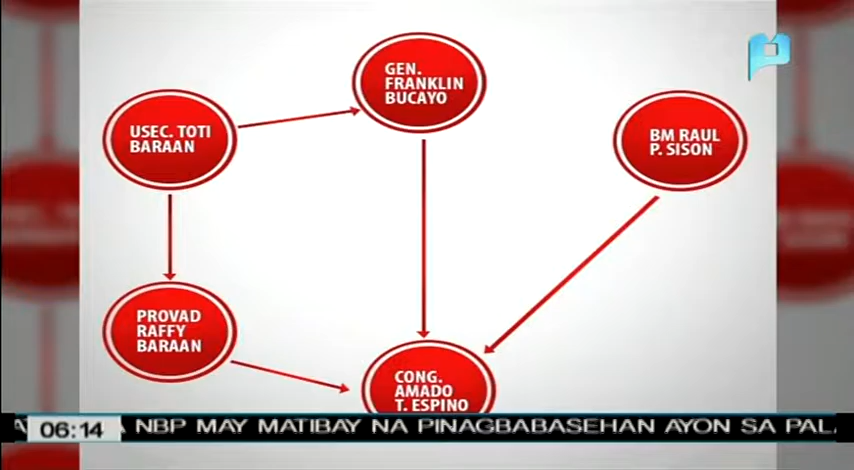 GEN.
FRANKLIN
BUCAYO
USEC. TOTI
BARAAN
BM RAUL
P. SISON
PROVAD
RAFFY
BARAAN
CONG.
AMADO
T. ESPINO
06:14
NBP MAY MATIBAY NA PINAGBABASEHAN AYON SA